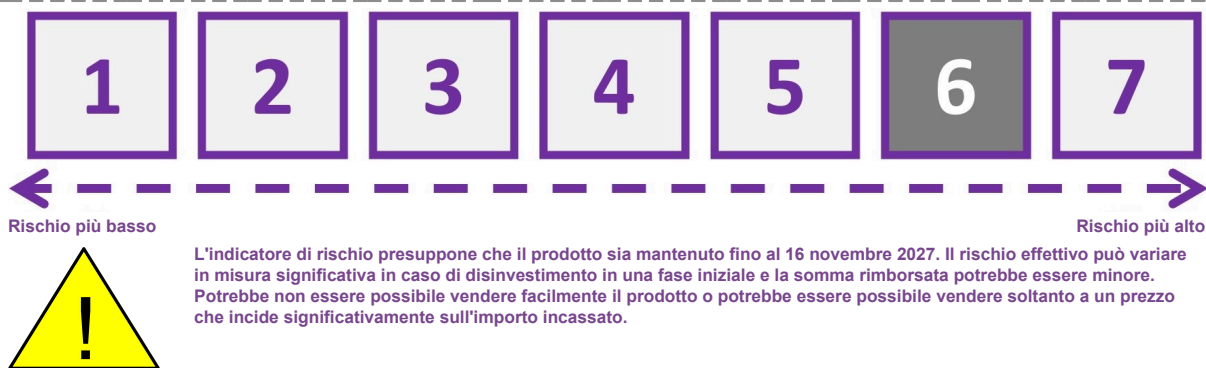 1 2 3 4 5 6 7
Rischio più basso Rischio più alto
L'indicatore di rischio presuppone che il prodotto sia mantenuto fino al 16 novembre 2027. Il rischio effettivo può variare
in misura significativa in caso di disinvestimento in una fase iniziale e la somma rimborsata potrebbe essere minore.
Potrebbe non essere possibile vendere facilmente il prodotto o potrebbe essere possibile vendere soltanto a un prezzo
che incide significativamente sull'importo incassato.
!